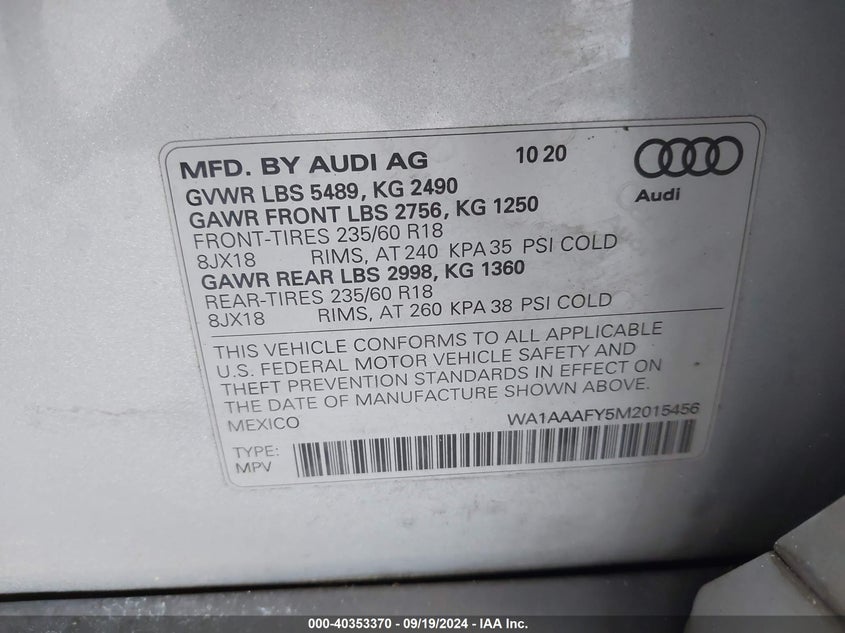 MFD. BY AUDI AG 10 20
Audi
GVWR LBS 5489, KG 2490
GAWR FRONT LBS 2756, KG 1250
FRONT-TIRES 235/60 R18
8JX18 RIMS, AT 240 KPA 35 PSI COLD
GAWR REAR LBS 2998, KG 1360
REAR-TIRES 235/60 R18
8JX18 RIMS, AT 260 KPA 38 PSI COLD
THIS VEHICLE CONFORMS TO ALL APPLICABLE
U.S. FEDERAL MOTOR VEHICLE SAFETY AND
THEFT PREVENTION STANDARDS IN EFFECT ON
THE DATE OF MANUFACTURE SHOWN ABOVE.
MEXICO WA1AAAFY5M2015456
TYPE:
MPV
000-40353370 - 09/19/2024 - IAA Inc.